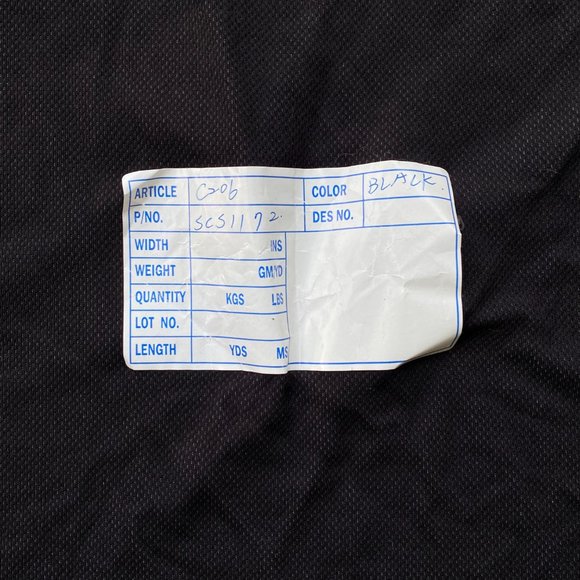 ARTICLE C206 COLOR BLACK.
P/NO. SCS1172. DES NO.
WIDTH INS
WEIGHT GM/YD
QUANTITY KGS LBS
LOT NO.
LENGTH YDS MS